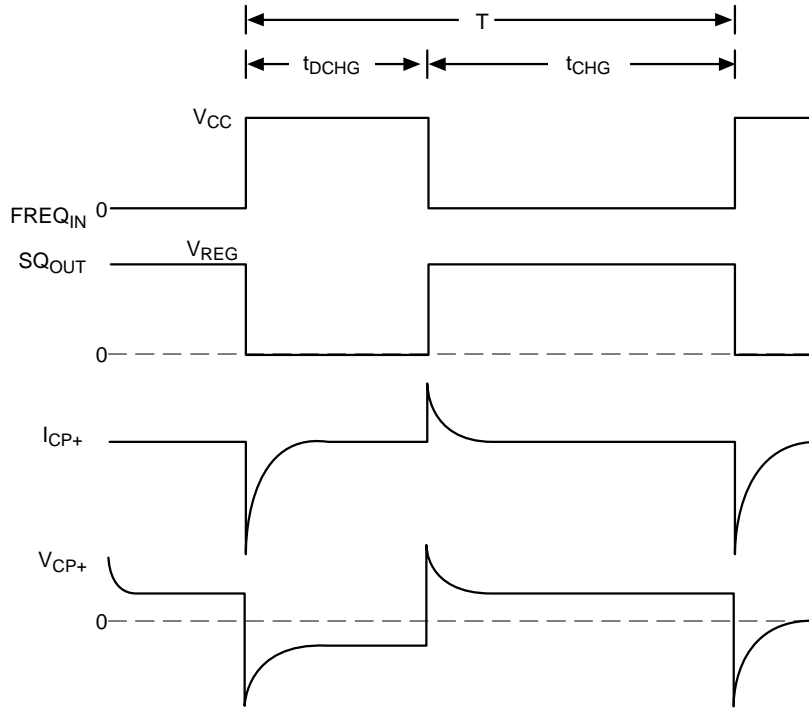 T
tDCHG
tCHG
VCC
0
FREQIN
VREG
SQOUT
0
ICP+
VCP+
0